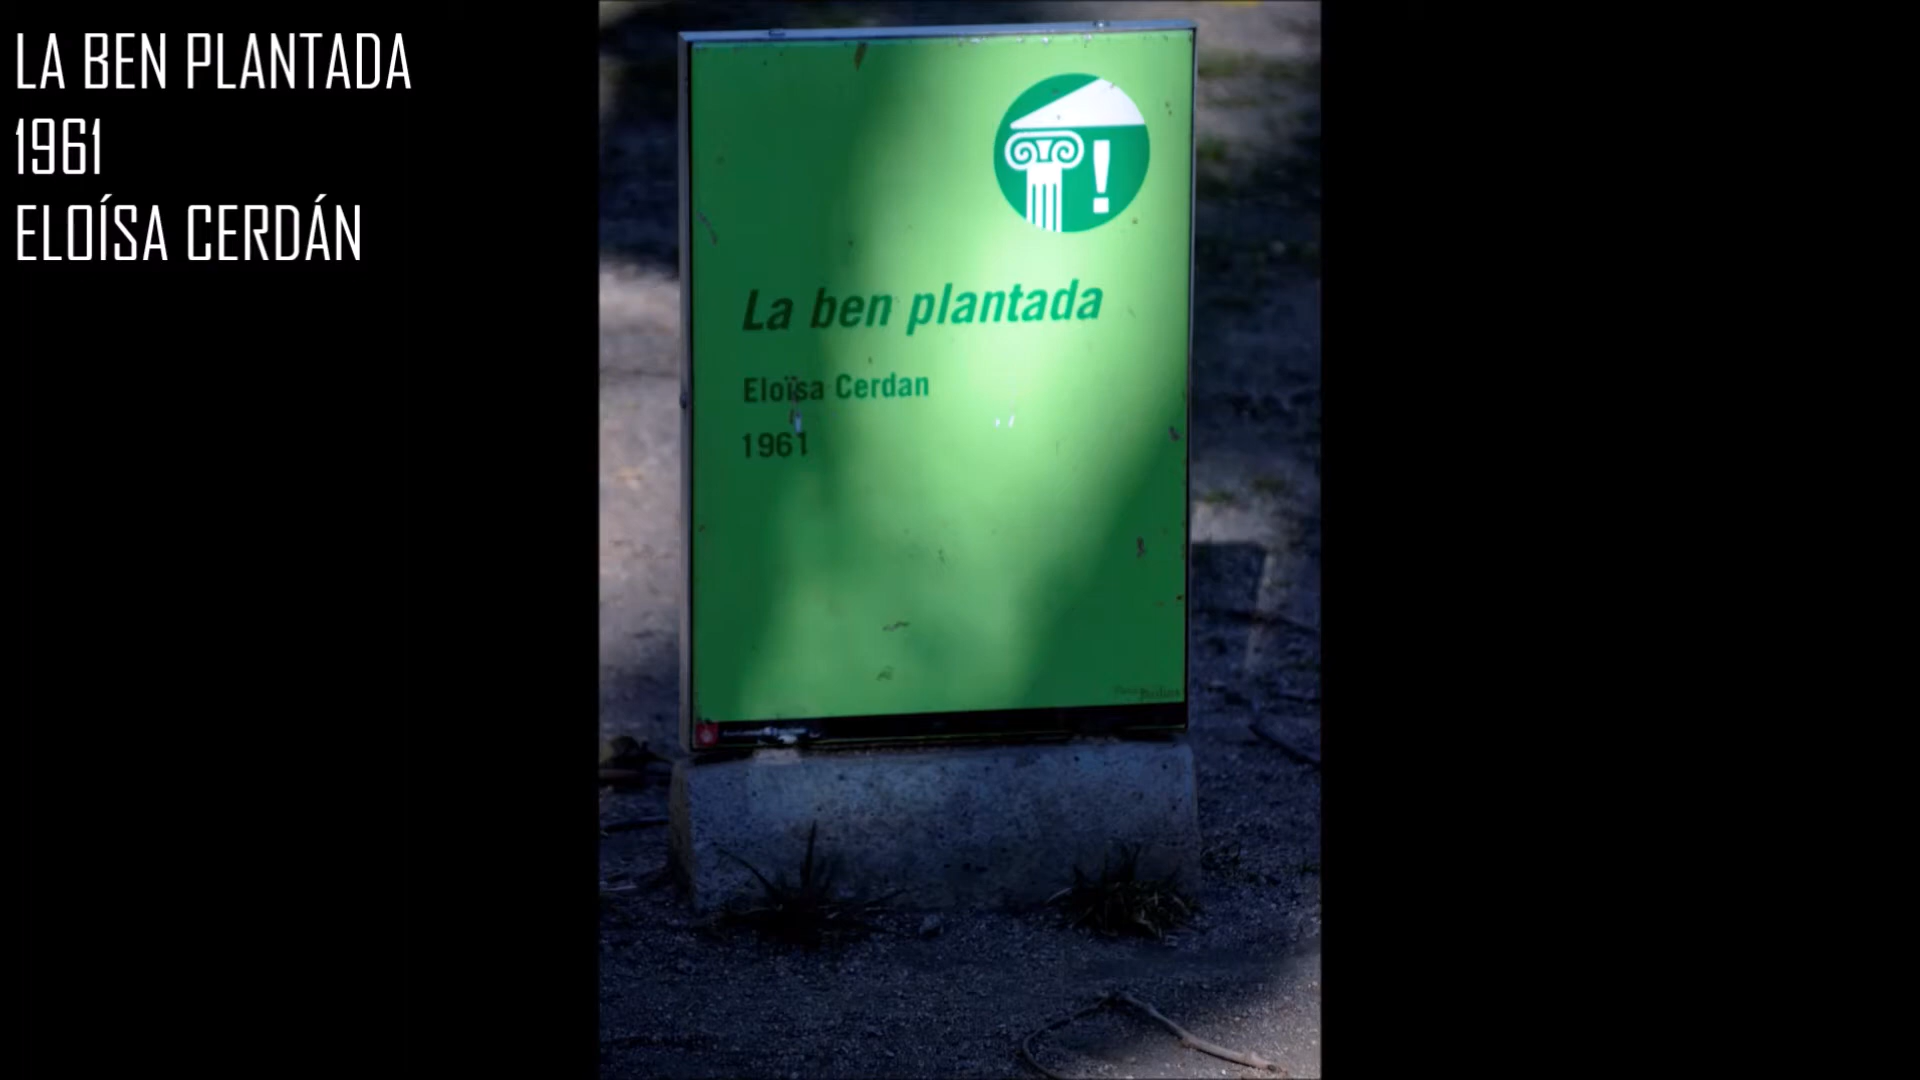 LA BEN PLANTADA
1961
ELOÍSA CERDÁN
La ben plantada
Eloïsa Cerdan
1961